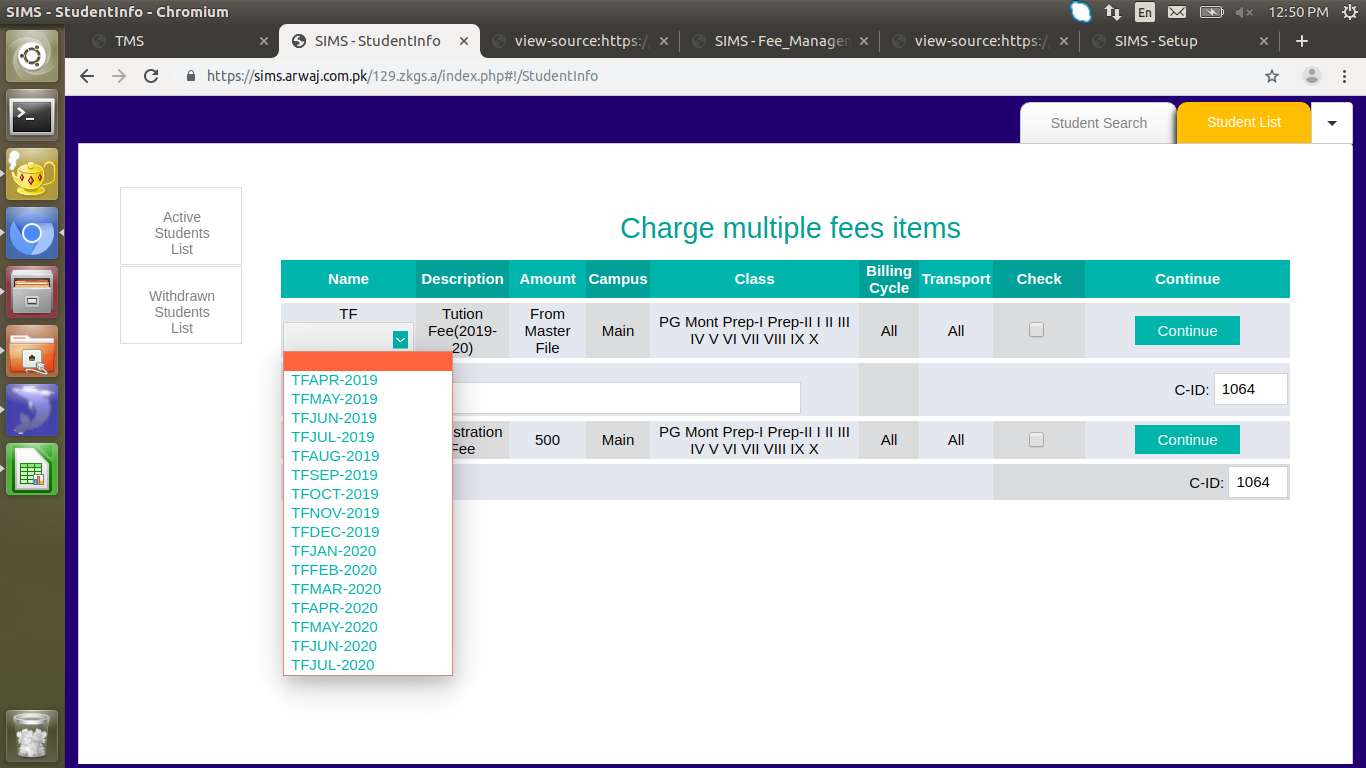 SIMS - StudentInfo - Chromium
En
12:50 PM
TMS
SIMS - StudentInfo
view-source:https:/
SIMS - Fee_Manager
view-source:https:/
SIMS - Setup
https://sims.arwaj.com.pk/129.zkgs.a/index.php#!/StudentInfo
Student Search
Student List
Active
Students
List
Withdrawn
Students
List
Charge multiple fees items
Name
Description
Amount
Campus
Class
Billing
Cycle
Transport
Check
Continue
TF
Tution
Fee(2019-
20)
From
Master
File
Main
PG Mont Prep-I Prep-II I II III
IV V VI VII VIII IX X
All
All
Continue
C-ID: 1064
stration
Fee
500
Main
PG Mont Prep-I Prep-II I II III
IV V VI VII VIII IX X
All
All
Continue
C-ID: 1064
TFAPR-2019
TFMAY-2019
TFJUN-2019
TFJUL-2019
TFAUG-2019
TFSEP-2019
TFOCT-2019
TFNOV-2019
TFDEC-2019
TFJAN-2020
TFFEB-2020
TFMAR-2020
TFAPR-2020
TFMAY-2020
TFJUN-2020
TFJUL-2020